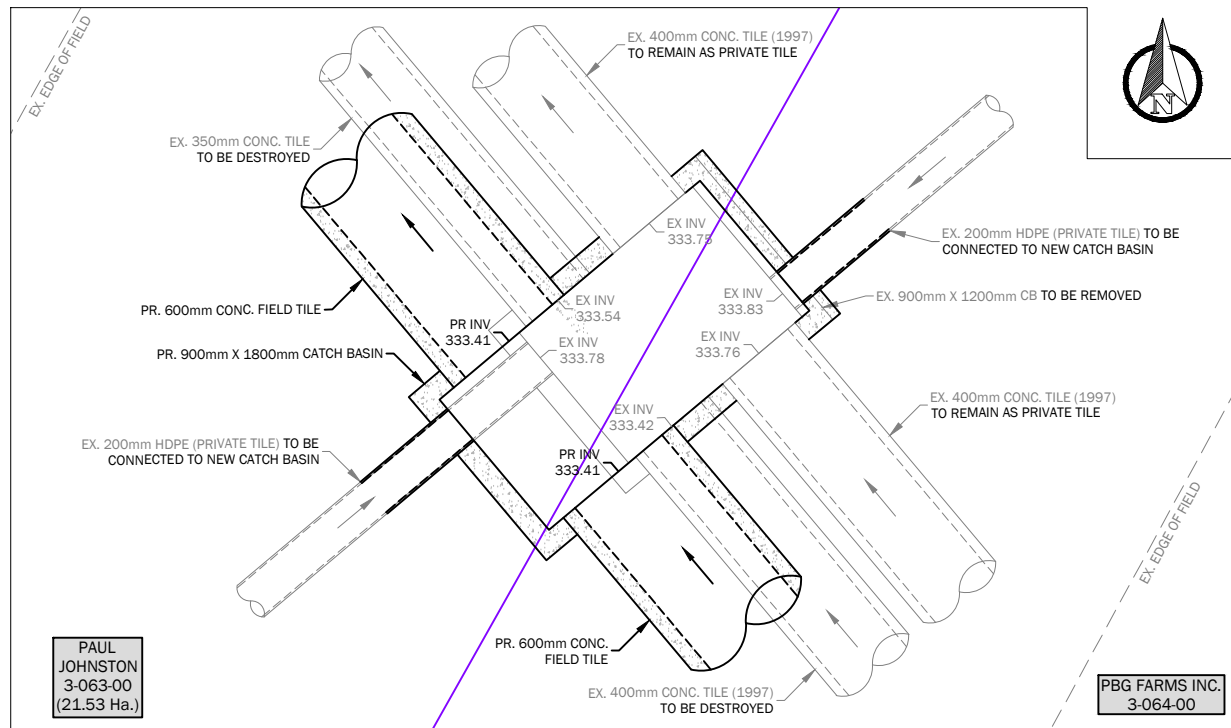 EX. EDGE OF FIELD
EX. 400mm CONC. TILE (1997)
TO REMAIN AS PRIVATE TILE
N
EX. 350mm CONC. TILE
TO BE DESTROYED
EX INV
333.75
EX. 200mm HDPE (PRIVATE TILE) TO BE
CONNECTED TO NEW CATCH BASIN
EX INV
333.83
EX. 900mm X 1200mm CB TO BE REMOVED
PR. 600mm CONC. FIELD TILE
EX INV
333.54
PR INV
333.41
EX INV
333.78
EX INV
333.76
PR. 900mm X 1800mm CATCH BASIN
EX. 400mm CONC. TILE (1997)
TO REMAIN AS PRIVATE TILE
EX INV
333.42
EX. 200mm HDPE (PRIVATE TILE) TO BE
CONNECTED TO NEW CATCH BASIN
PR INV
333.41
EX. EDGE OF FIELD
PR. 600mm CONC.
FIELD TILE
PAUL
JOHNSTON
3-063-00
(21.53 Ha.)
EX. 400mm CONC. TILE (1997)
TO BE DESTROYED
PBG FARMS INC.
3-064-00